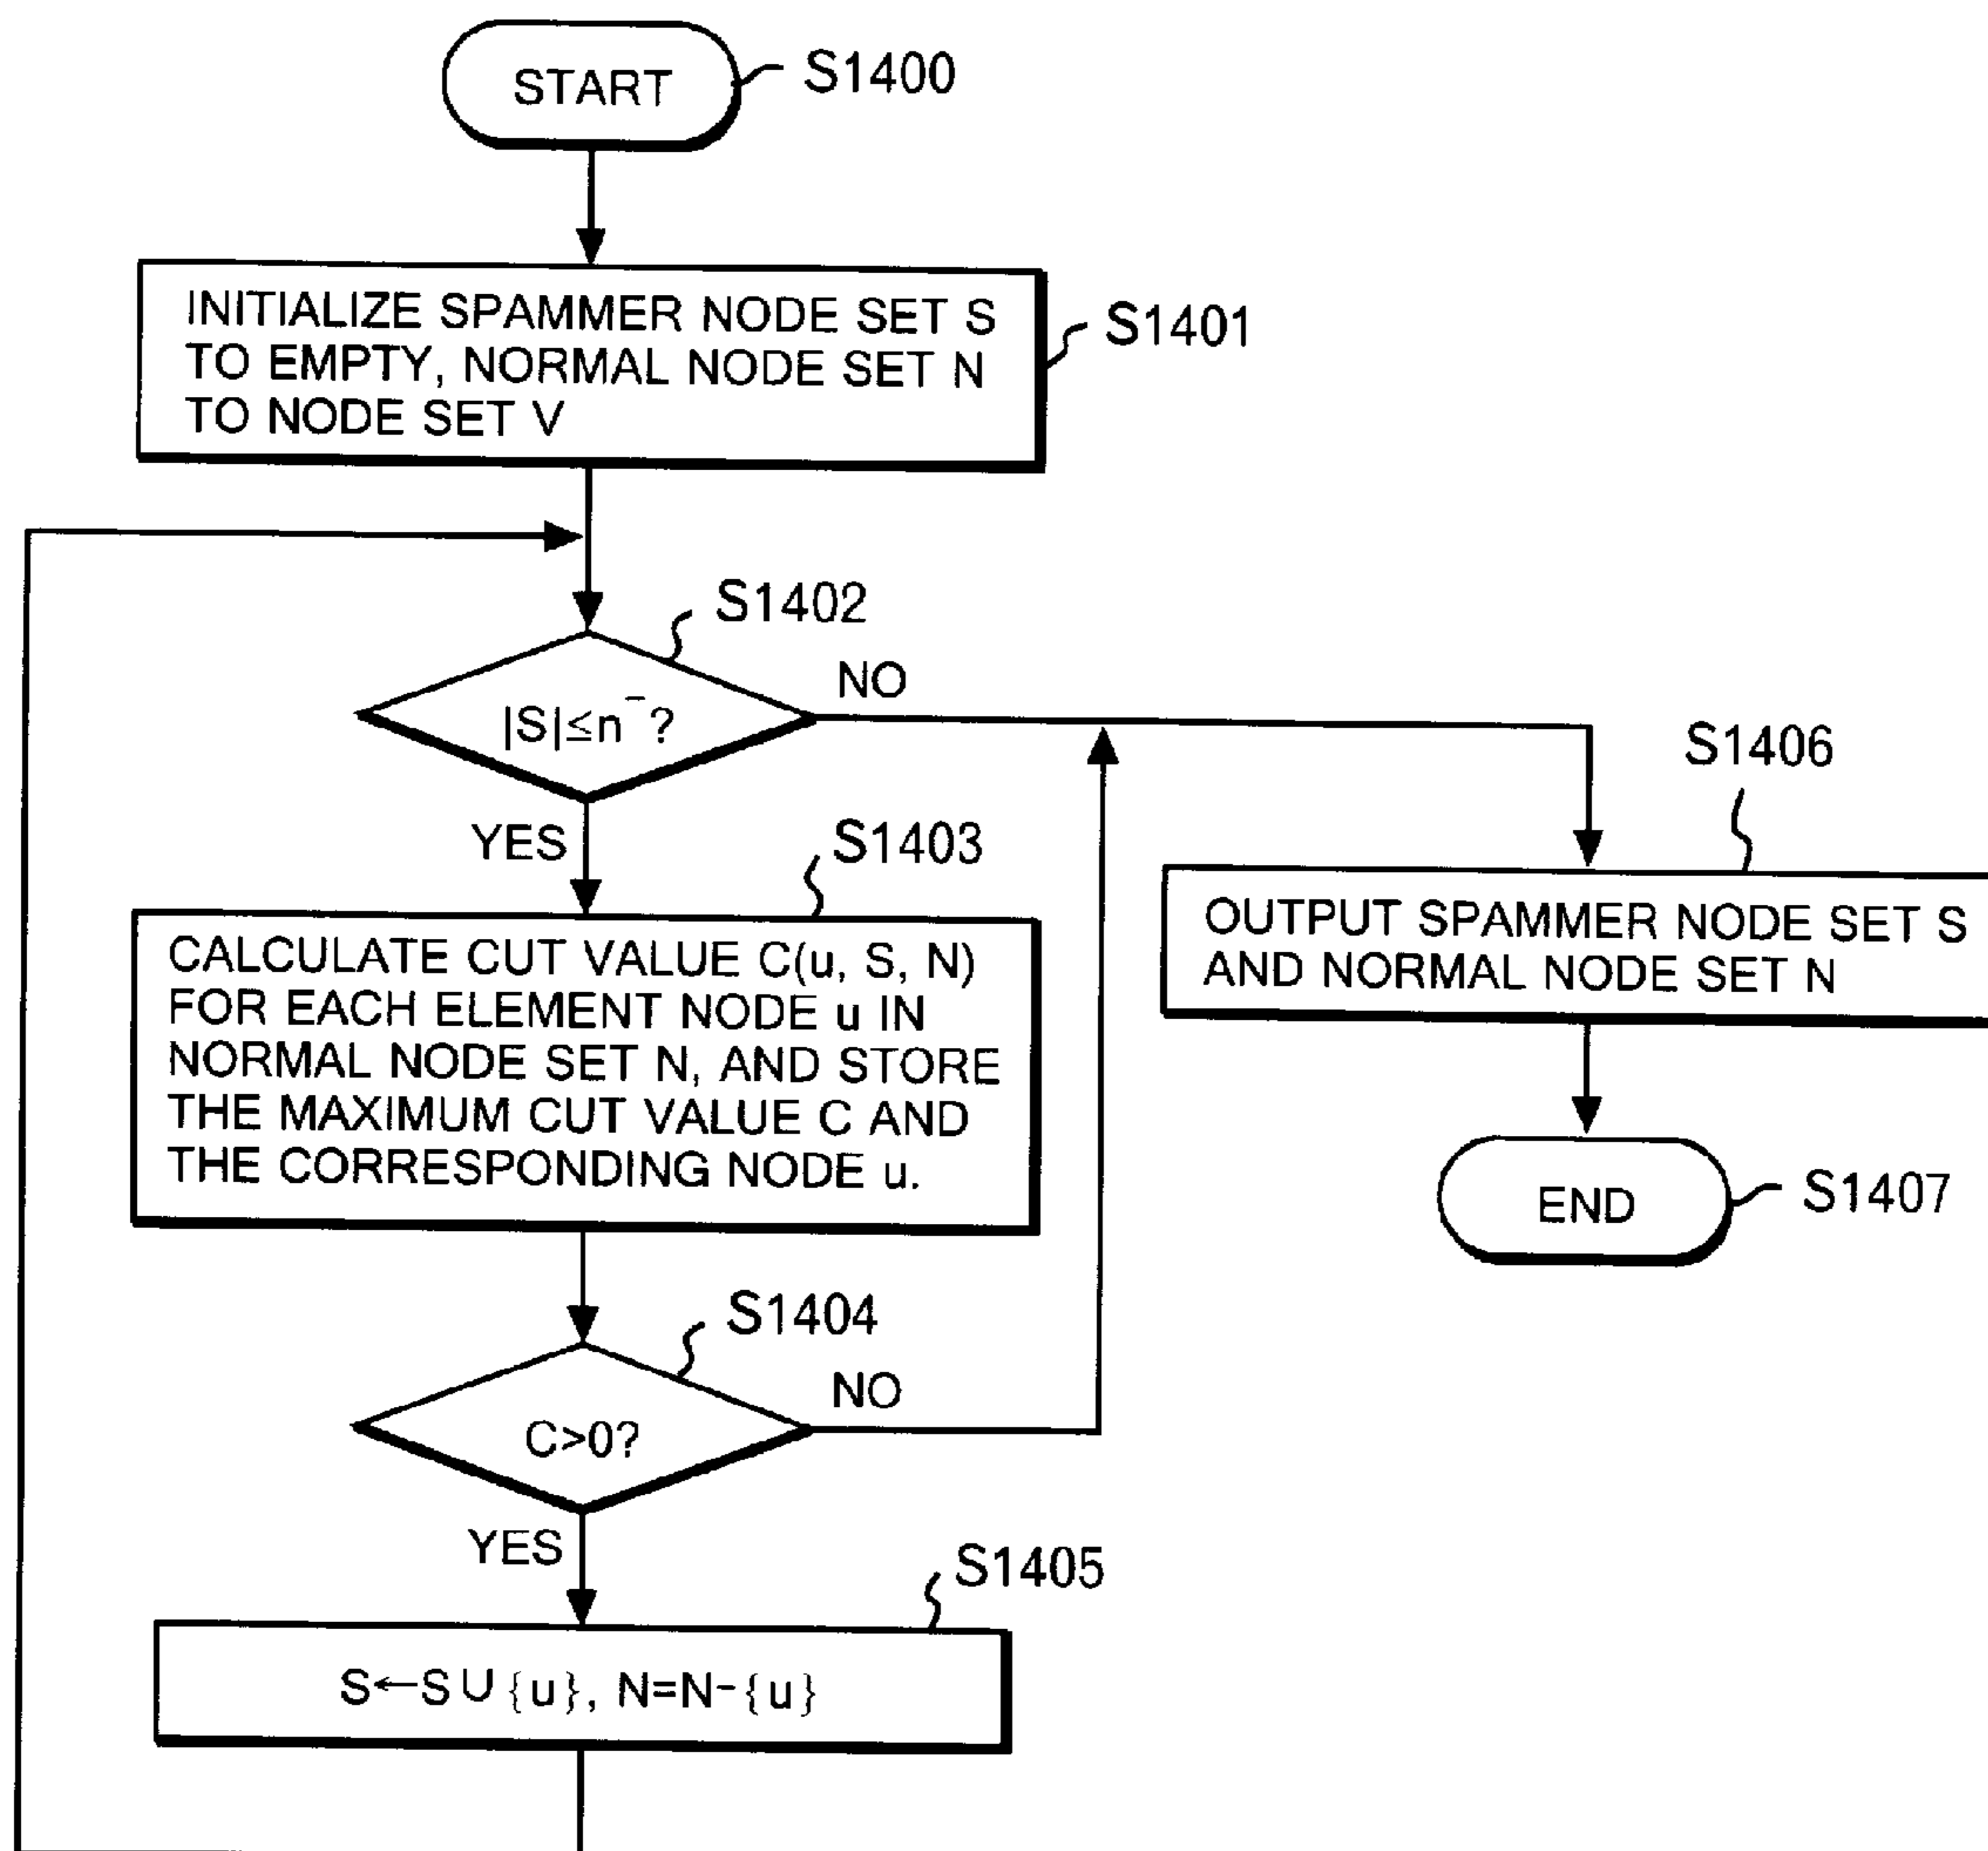 START
S1400
INITIALIZE SPAMMER NODE SET S
TO EMPTY, NORMAL NODE SET N
TO NODE SET V
S1401
S1402
|S|≤n⁻?
NO
YES
S1403
CALCULATE CUT VALUE C(u, S, N)
FOR EACH ELEMENT NODE u IN
NORMAL NODE SET N, AND STORE
THE MAXIMUM CUT VALUE C AND
THE CORRESPONDING NODE u.
S1404
C>0?
NO
YES
S1405
S←S∪{u}, N=N-{u}
S1406
OUTPUT SPAMMER NODE SET S
AND NORMAL NODE SET N
END
S1407